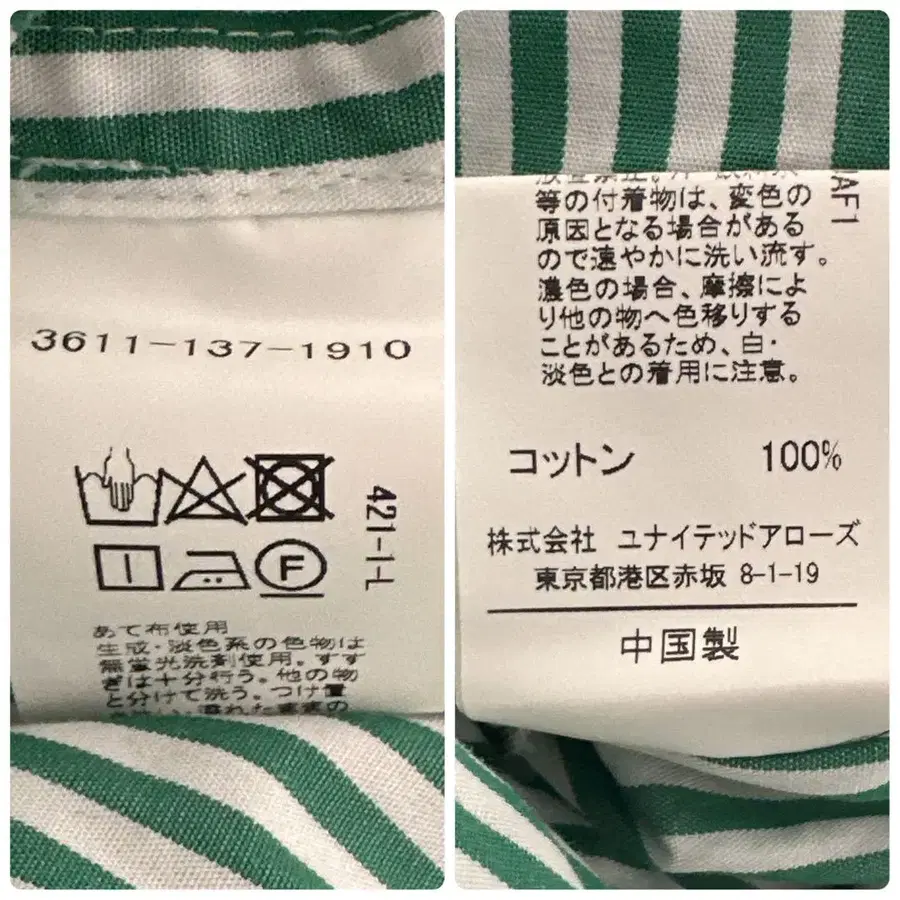 3611-137-1910
421-1-L
F
あて布使用
生成・淡色系の色物は
無蛍光洗剤使用。すす
ぎは十分行う。他の物
と分けて洗う。つけ置
等の付着物は、変色の
原因となる場合がある
ので速やかに洗い流す。
濃色の場合、摩擦によ
り他の物へ色移りする
ことがあるため、白・
淡色との着用に注意。
AF1
コットン 100%
株式会社 ユナイテッドアローズ
東京都港区赤坂 8-1-19
中国製